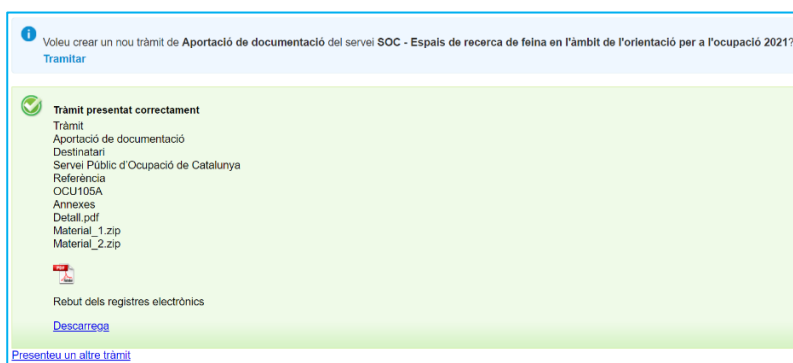 Voleu crear un nou tràmit de Aportació de documentació del servei SOC - Espais de recerca de feina en l'àmbit de l'orientació per a l'ocupació 2021?
Tramitar
Tràmit presentat correctament
Tràmit
Aportació de documentació
Destinatari
Servei Públic d'Ocupació de Catalunya
Referència
OCU105A
Annexes
Detall.pdf
Material_1.zip
Material_2.zip
Rebut dels registres electrònics
Descarrega
Presenteu un altre tràmit